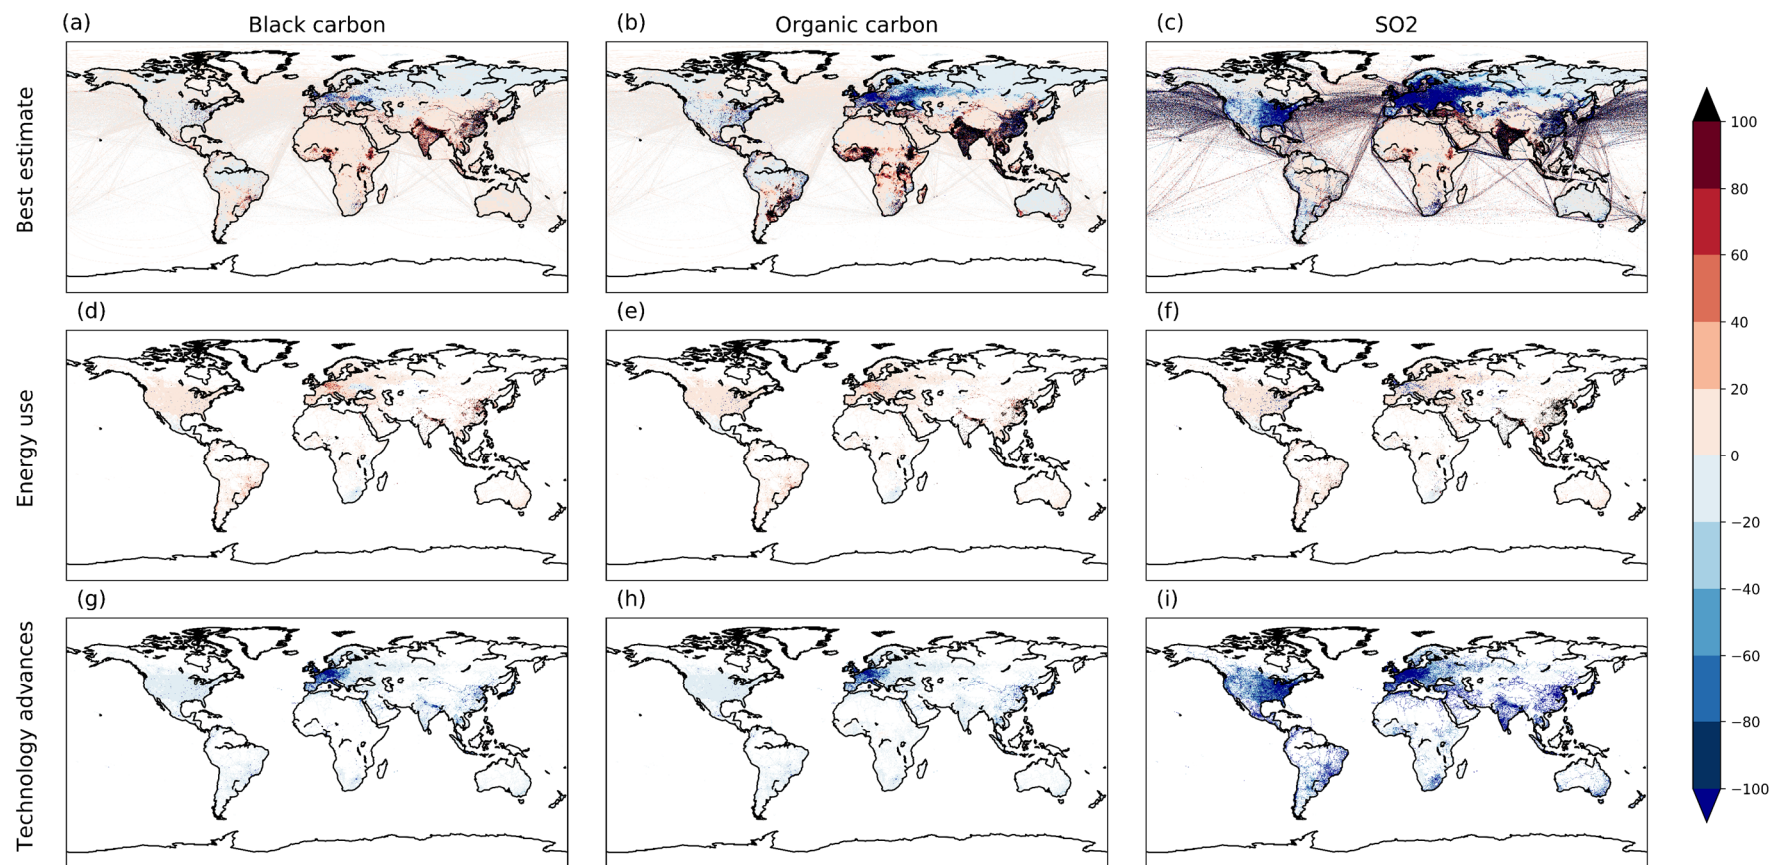 (a) Black carbon
(b) Organic carbon
(c) SO2
Best estimate
(d)
(e)
(f)
Energy use
(g)
(h)
(i)
Technology advances
100
80
60
40
20
0
−20
−40
−60
−80
−100